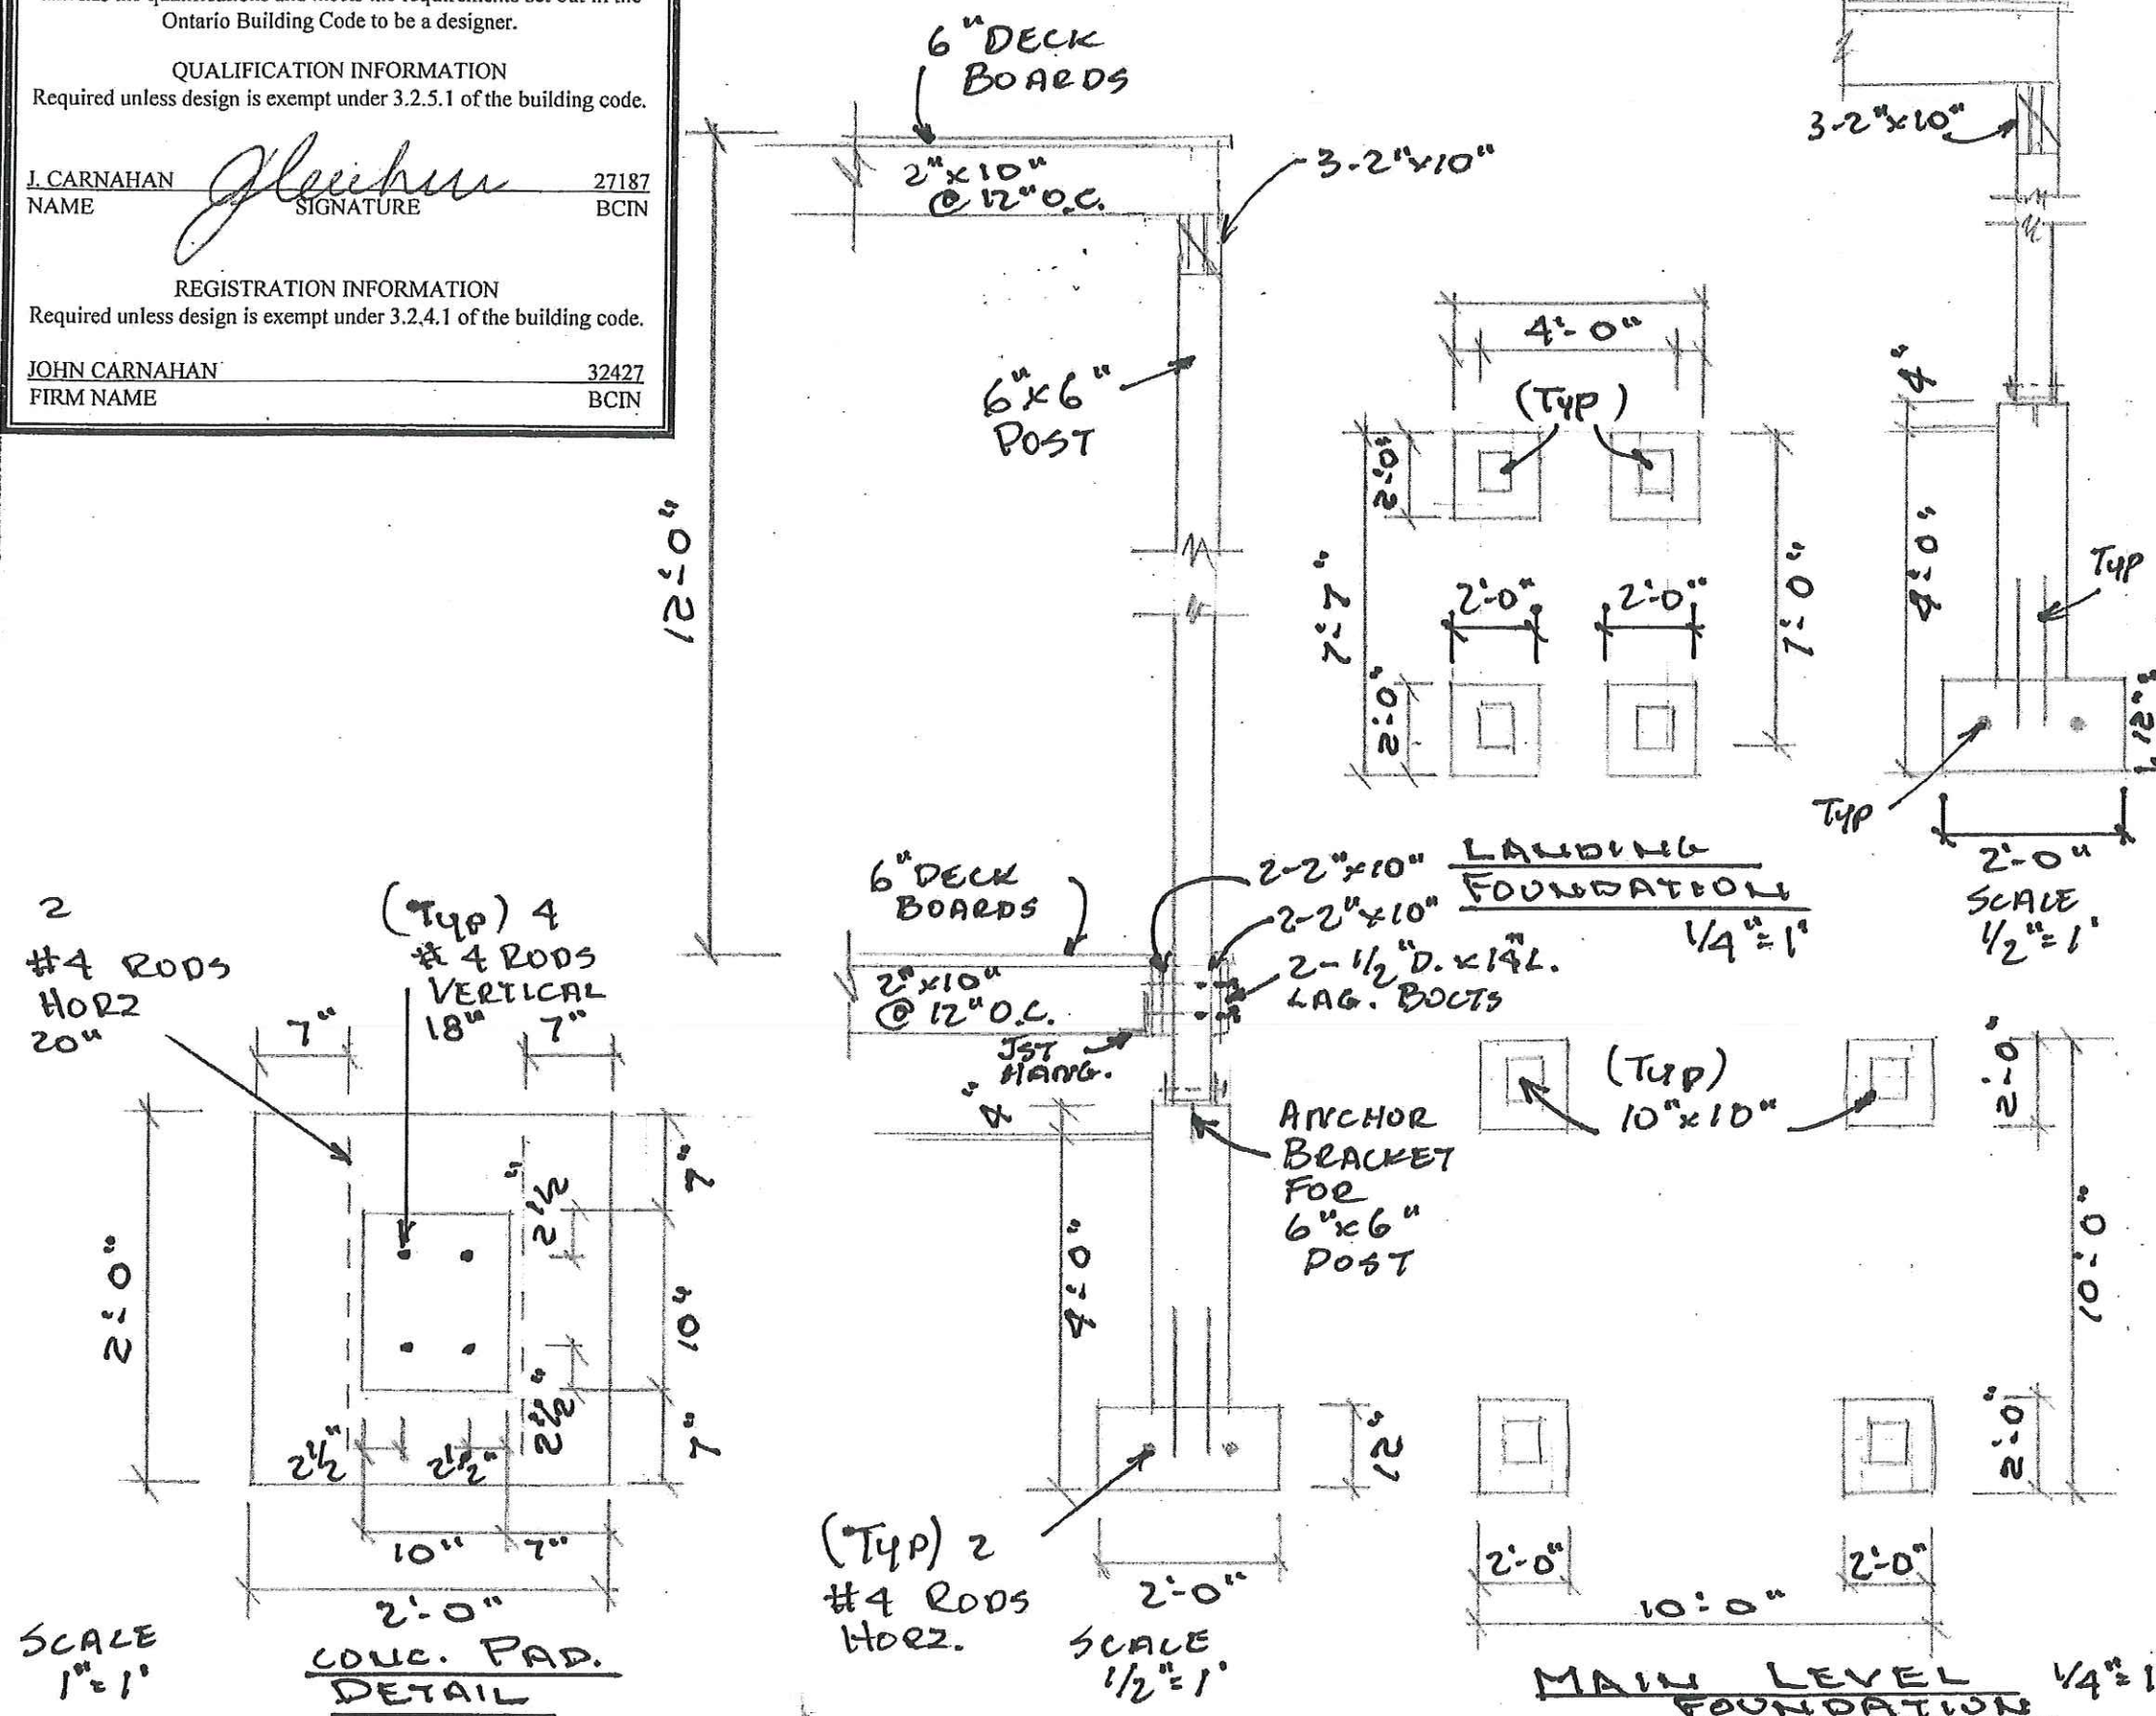 Ontario Building Code to be a designer.
QUALIFICATION INFORMATION
Required unless design is exempt under 3.2.5.1 of the building code.
J. CARNAHAN 27187
NAME SIGNATURE BCIN
REGISTRATION INFORMATION
Required unless design is exempt under 3.2.4.1 of the building code.
JOHN CARNAHAN 32427
FIRM NAME BCIN
6" DECK
BOARDS
2"x10"
@ 12" O.C.
3-2"x10"
6"x6"
POST
12'-0"
6" DECK
BOARDS
2"x10"
@ 12" O.C.
JST
HANG.
2-2"x10"
2-2"x10"
2-1/2" D. x 14" L.
LAG. BOLTS
4"
ANCHOR
BRACKET
FOR
6"x6"
POST
4'-0"
12"
(TYP) 2
#4 RODS
HORZ.
2'-0"
SCALE
1/2"=1'
4'-0"
(TYP)
2'-0"
7'-7"
2'-0" 2'-0"
7'-0"
2'-0"
LANDING
FOUNDATION
1/4"=1'
3-2"x10"
4"
4'-0"
TYP
12"
TYP
2'-0"
SCALE
1/2"=1'
2
#4 RODS
HORZ
20"
(TYP) 4
#4 RODS
VERTICAL
18"
7" 7"
2'-0"
2 1/2"
7"
10"
2 1/2"
7"
2 1/2" 2 1/2"
10" 7"
2'-0"
SCALE
1"=1'
CONC. PAD.
DETAIL
(TYP)
10"x10"
2'-0"
10'-0"
2'-0"
2'-0" 2'-0"
10'-0"
MAIN LEVEL
FOUNDATION
1/4"=1